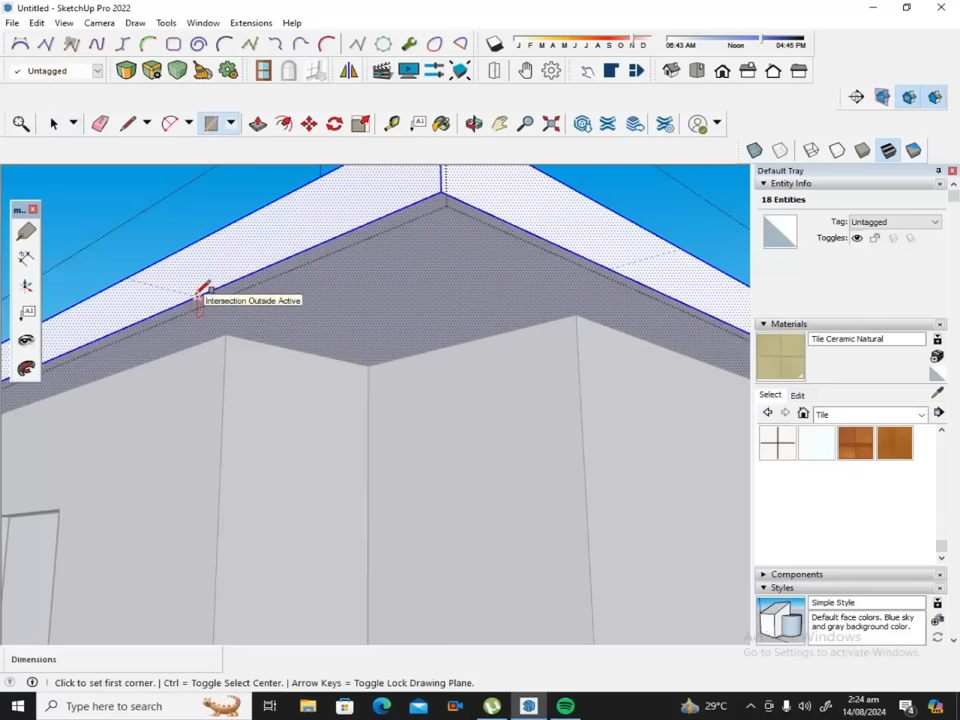 Untitled - SketchUp Pro 2022
File Edit View Camera Draw Tools Window Extensions Help
J F M A M J J A S O N D
06:43 AM Noon 04:45 PM
Untagged
Default Tray
Entity Info
18 Entities
Tag: Untagged
Toggles:
m...
A1
Intersection Outside Active
Materials
Tile Ceramic Natural
Select Edit
Tile
Components
Styles
Simple Style
Default face colors. Blue sky
and gray background color.
Activate Windows
Go to Settings to activate Windows.
Dimensions
Click to set first corner. | Ctrl = Toggle Select Center. | Arrow Keys = Toggle Lock Drawing Plane.
Type here to search
29°C
2:24 am
14/08/2024
4